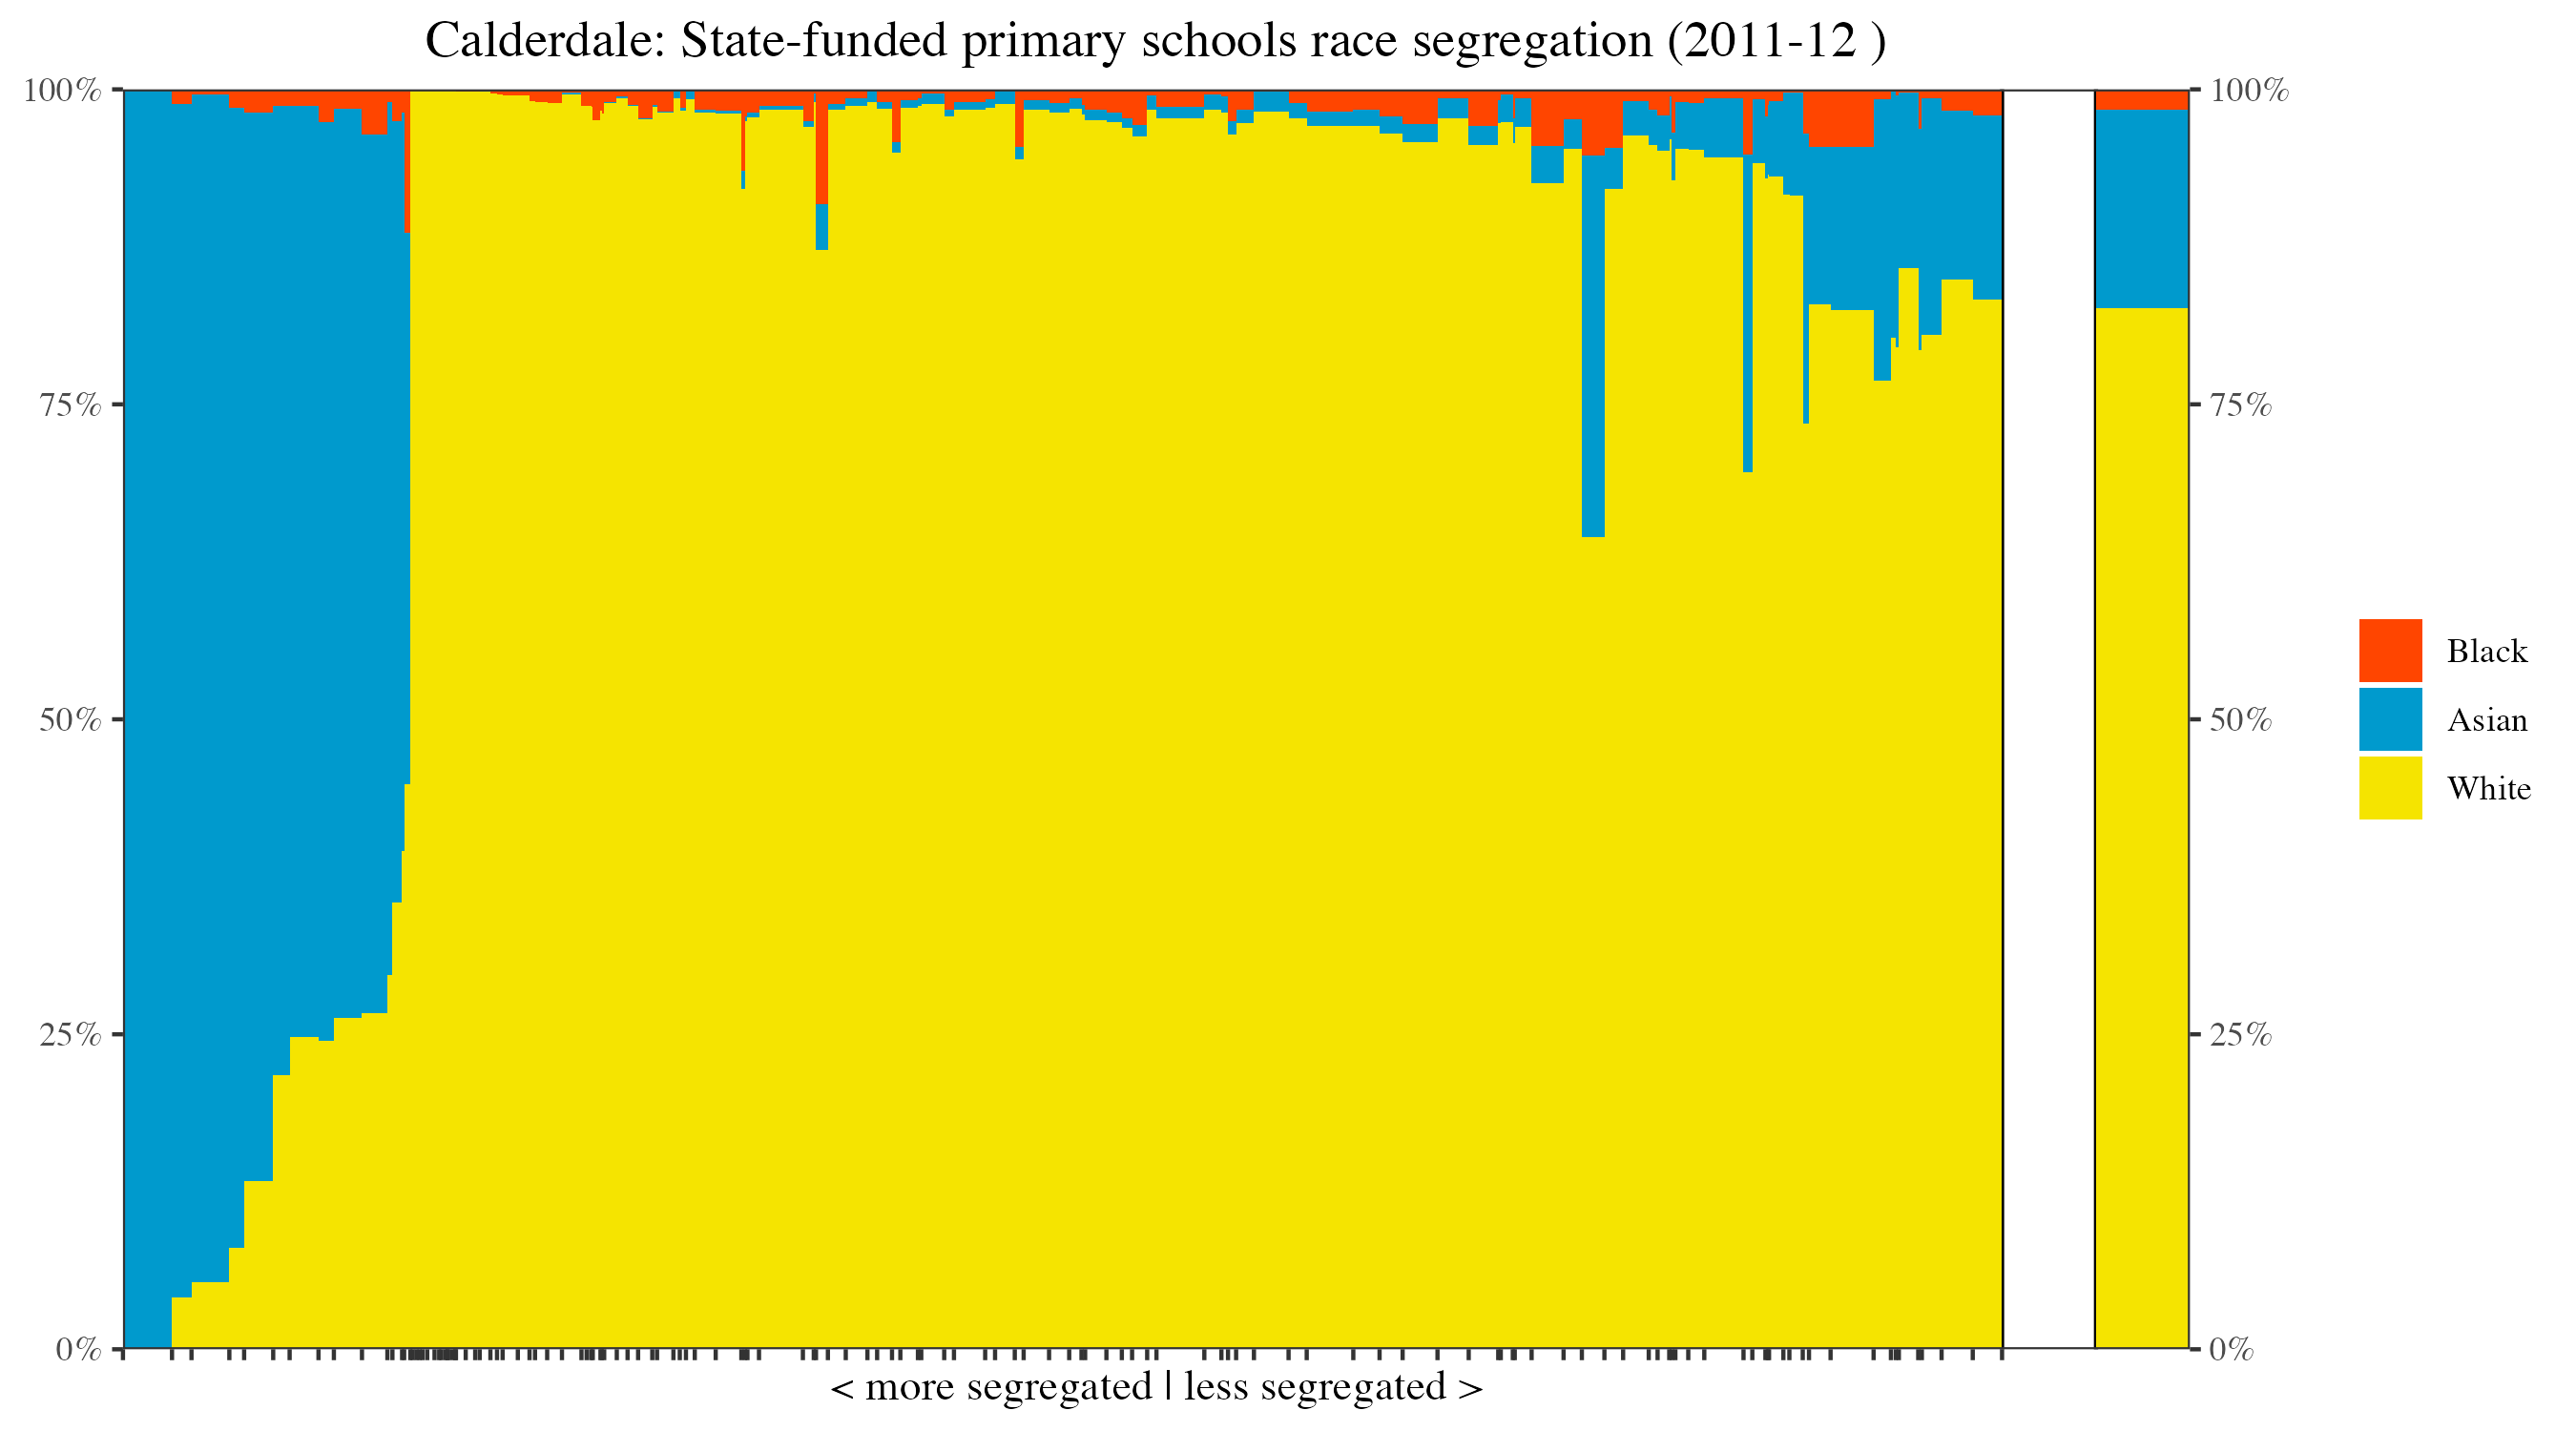 Calderdale: State-funded primary schools race segregation (2011-12 )
100%
75%
50%
25%
0%
100%
75%
50%
25%
0%
Black
Asian
White
< more segregated | less segregated >